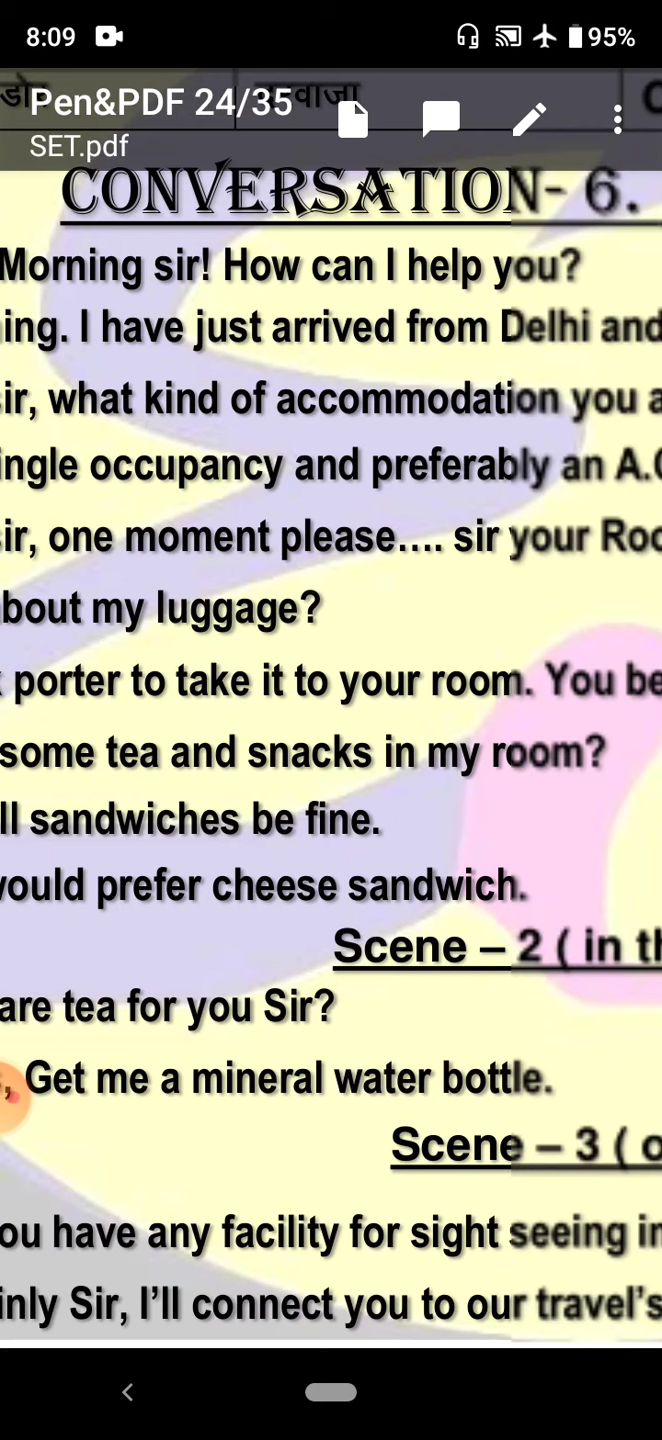 8:09 95%
Pen&PDF 24/35
SET.pdf
CONVERSATION- 6.
Morning sir! How can I help you?
ing. I have just arrived from Delhi and
sir, what kind of accommodation you a
ingle occupancy and preferably an A.C
sir, one moment please.... sir your Roo
bout my luggage?
porter to take it to your room. You be
some tea and snacks in my room?
ll sandwiches be fine.
would prefer cheese sandwich.
Scene – 2 ( in th
are tea for you Sir?
, Get me a mineral water bottle.
Scene – 3 ( o
ou have any facility for sight seeing in
inly Sir, I'll connect you to our travel's